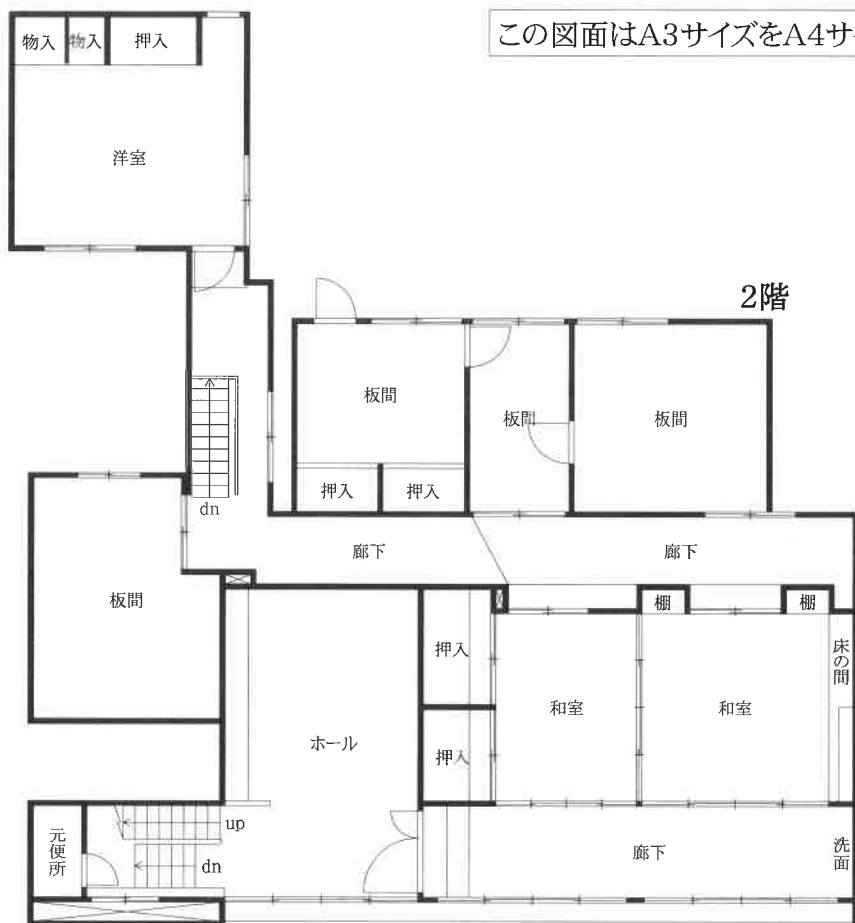 この図面はA3サイズをA4サ
物入
物入
押入
洋室
2階
板間
板間
板間
押入
押入
dn
廊下
廊下
板間
棚
棚
押入
床の間
和室
和室
ホール
押入
up
元便所
dn
廊下
洗面